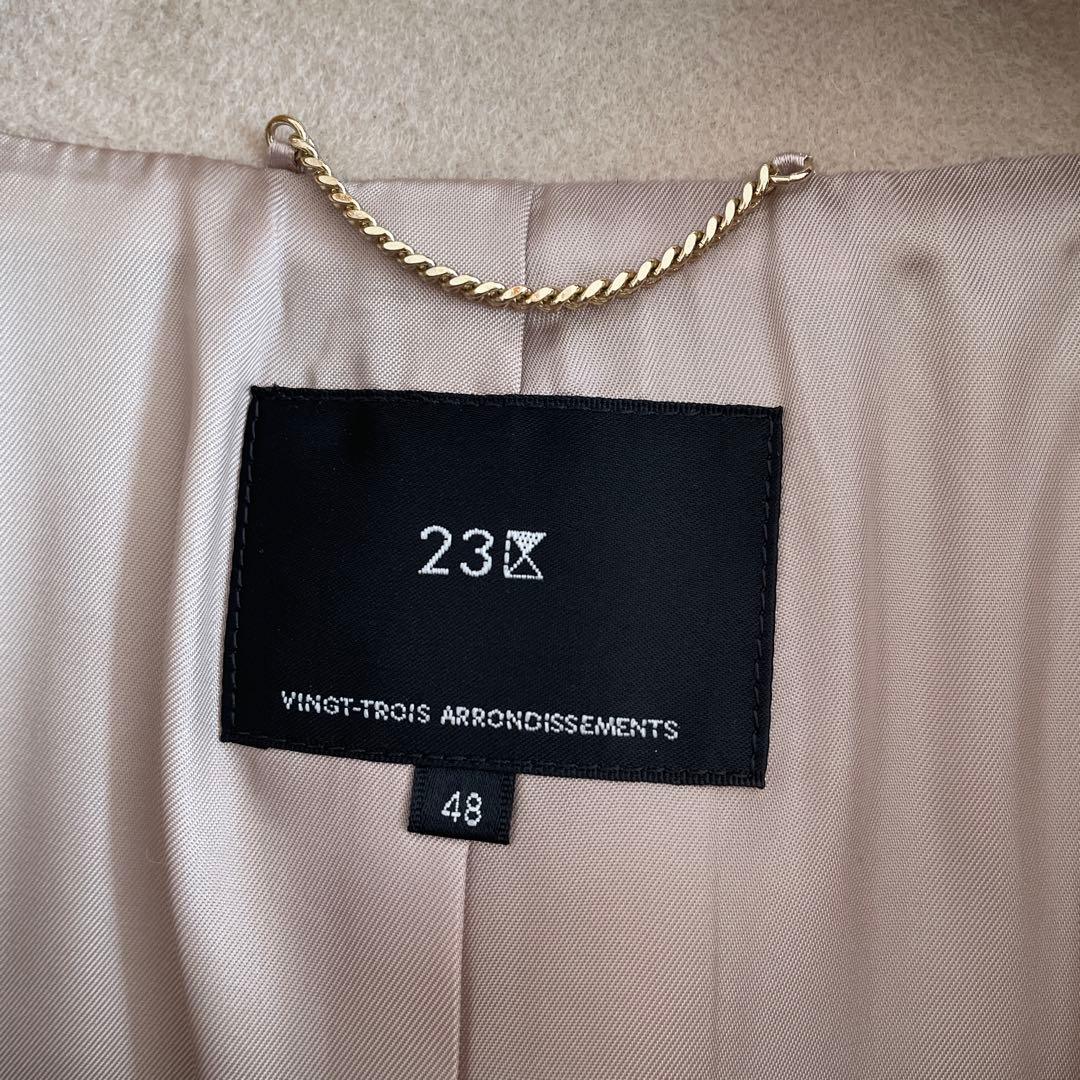 23区
VINGT-TROIS ARRONDISSEMENTS
48